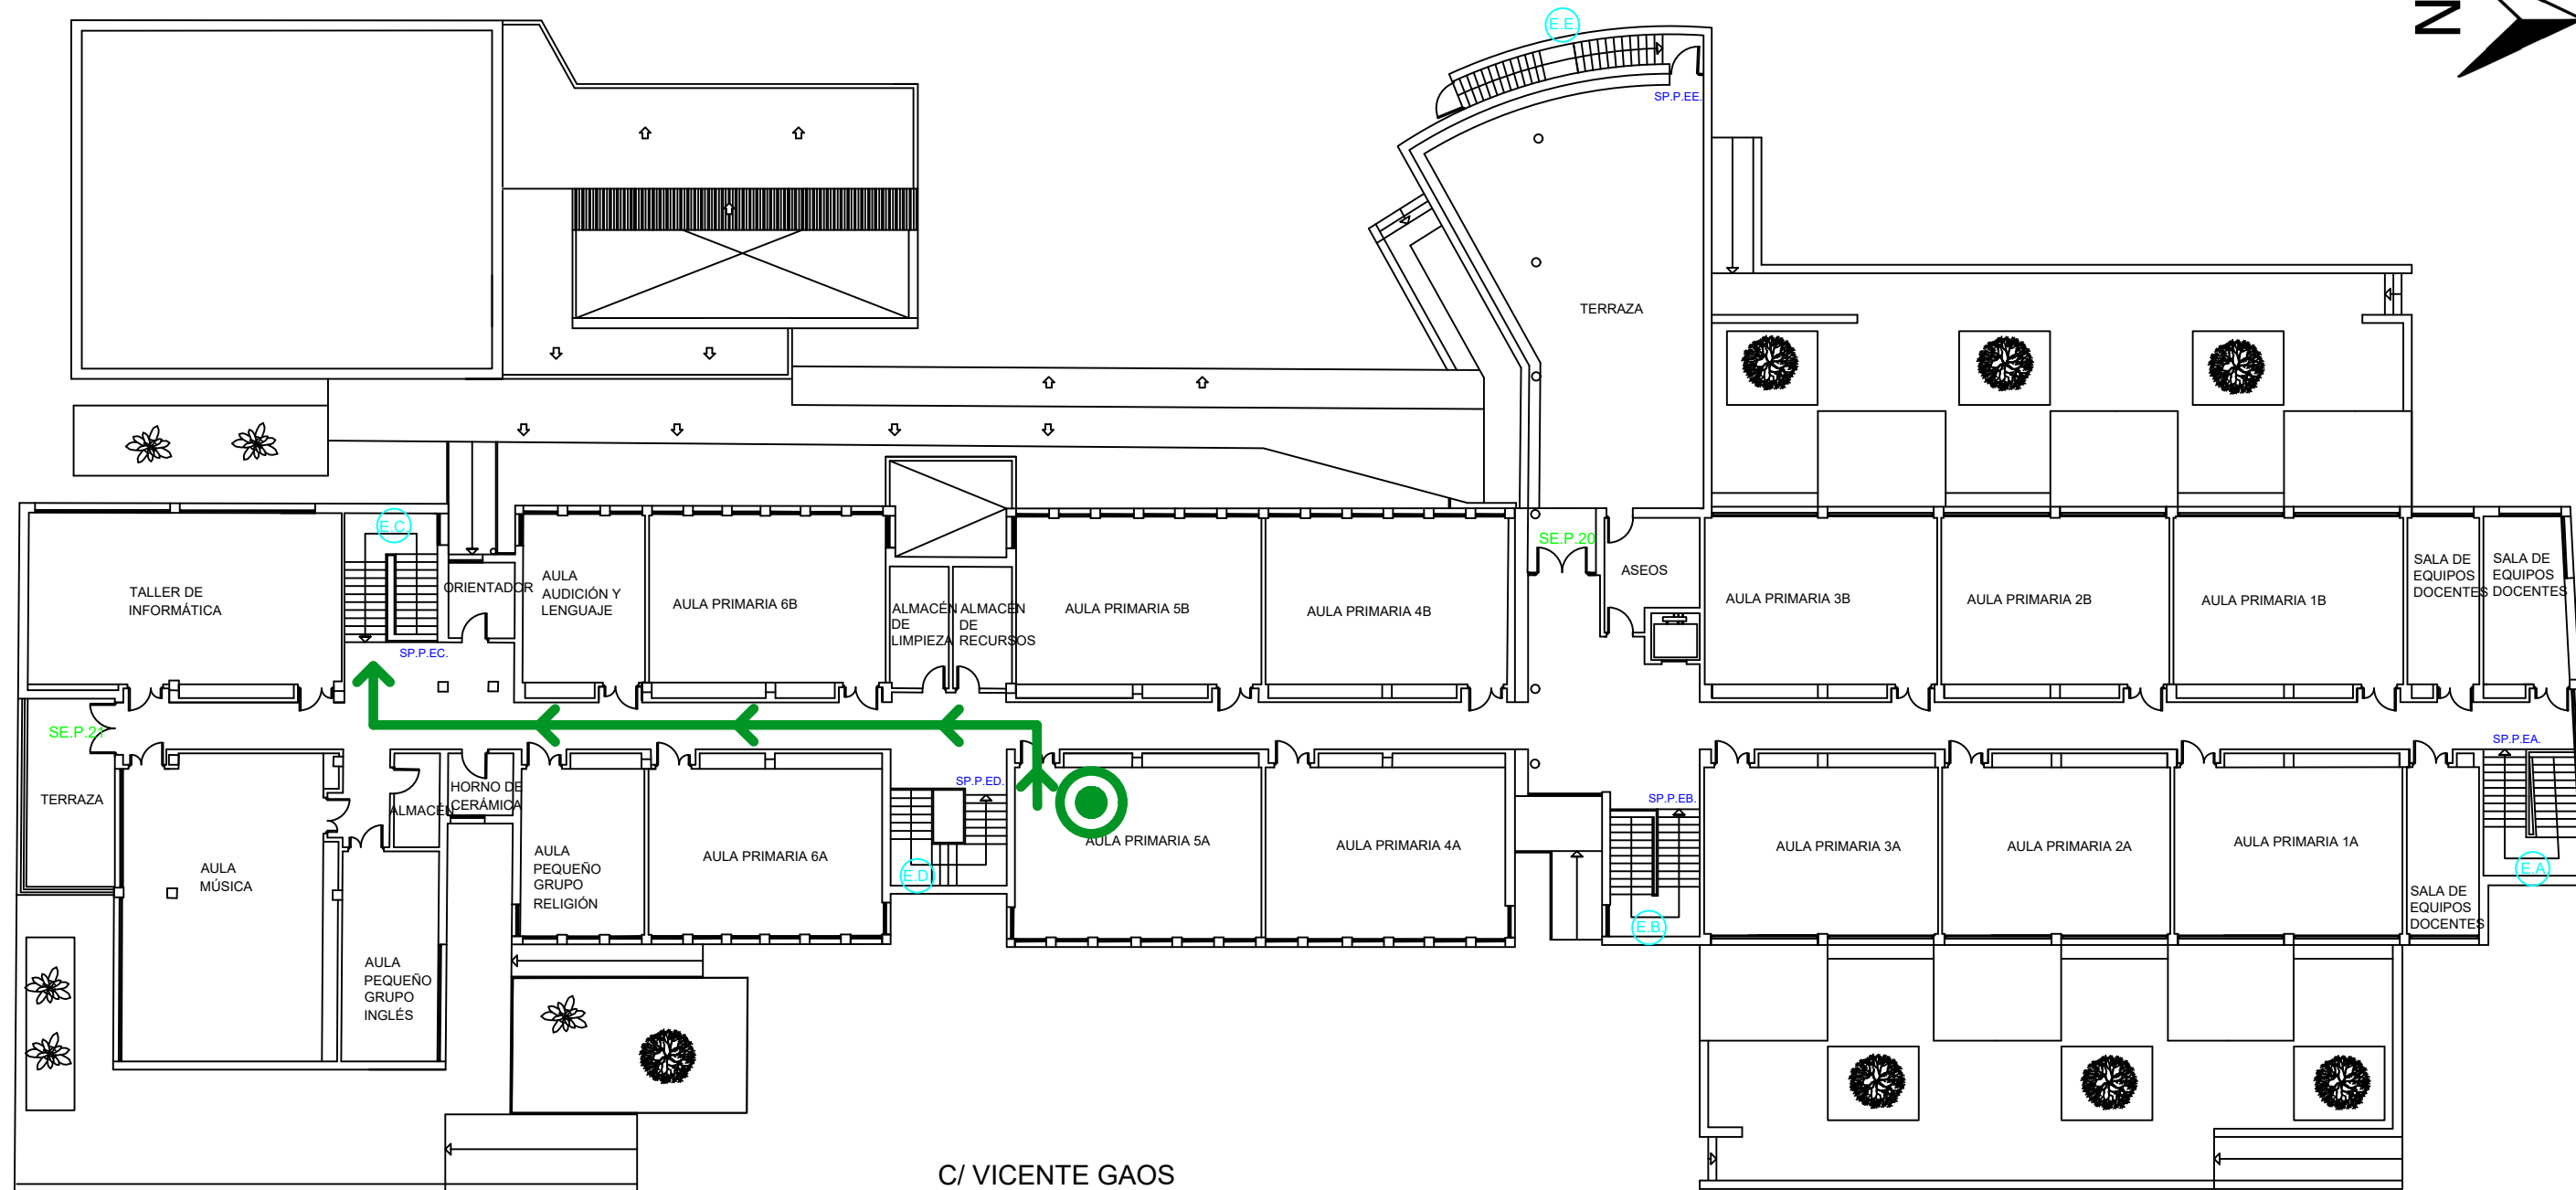 E.E.
N
SP.P.EE.
TERRAZA
E.C.
SE.P.20
ASEOS
TALLER DE
INFORMÁTICA
ORIENTADOR
AULA
AUDICIÓN Y
LENGUAJE
AULA PRIMARIA 6B
ALMACÉN
DE
LIMPIEZA
ALMACEN
DE
RECURSOS
AULA PRIMARIA 5B
AULA PRIMARIA 4B
AULA PRIMARIA 3B
AULA PRIMARIA 2B
AULA PRIMARIA 1B
SALA DE
EQUIPOS
DOCENTES
SALA DE
EQUIPOS
DOCENTES
SP.P.EC.
SE.P.21
SP.P.EA.
TERRAZA
ALMACÉN
HORNO DE
CERÁMICA
SP.P.ED.
SP.P.EB.
AULA
MÚSICA
AULA
PEQUEÑO
GRUPO
RELIGIÓN
AULA PRIMARIA 6A
E.D.
AULA PRIMARIA 5A
AULA PRIMARIA 4A
E.B.
AULA PRIMARIA 3A
AULA PRIMARIA 2A
AULA PRIMARIA 1A
SALA DE
EQUIPOS
DOCENTES
E.A
AULA
PEQUEÑO
GRUPO
INGLÉS
C/ VICENTE GAOS